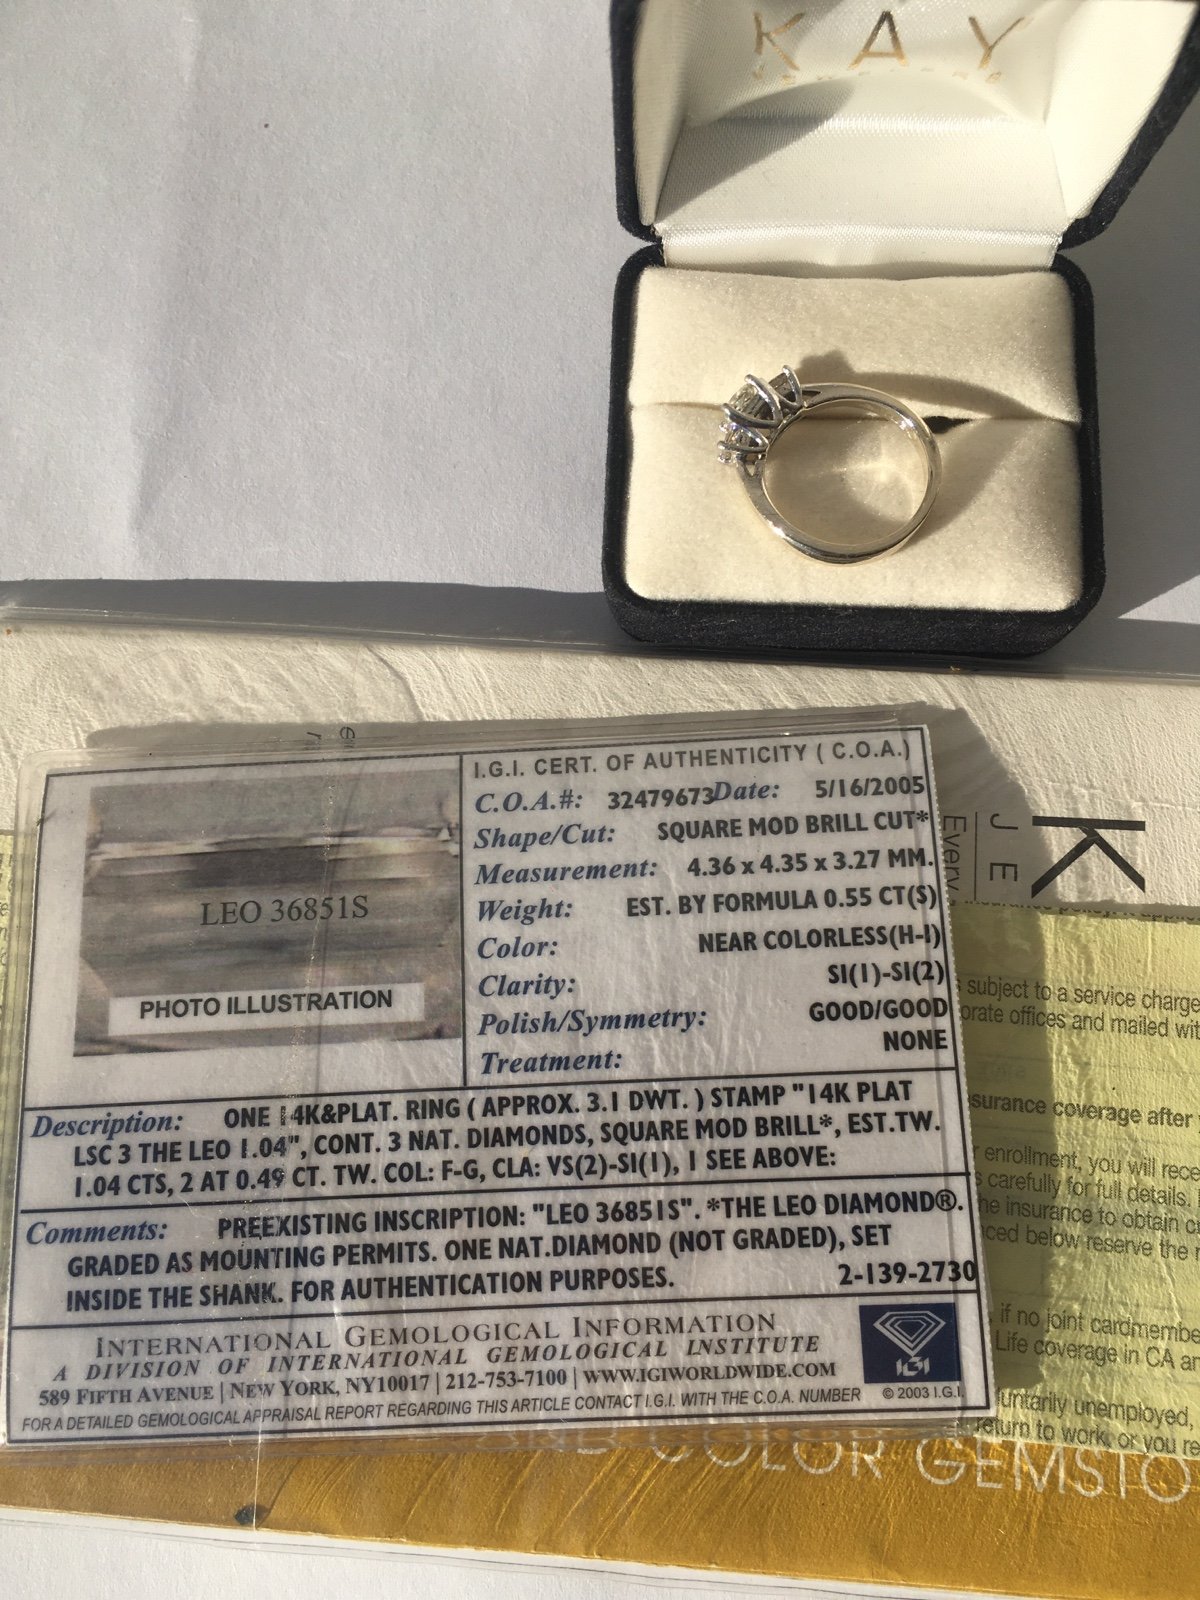 KAY
JEWELERS
I.G.I. CERT. OF AUTHENTICITY ( C.O.A.)
C.O.A.#: 32479673 Date: 5/16/2005
Shape/Cut: SQUARE MOD BRILL CUT*
Measurement: 4.36 x 4.35 x 3.27 MM.
Weight: EST. BY FORMULA 0.55 CT(S)
Color: NEAR COLORLESS(H-I)
Clarity: SI(1)-SI(2)
Polish/Symmetry: GOOD/GOOD
Treatment: NONE
LEO 36851S
PHOTO ILLUSTRATION
Description: ONE 14K&PLAT. RING ( APPROX. 3.1 DWT. ) STAMP "14K PLAT
LSC 3 THE LEO 1.04", CONT. 3 NAT. DIAMONDS, SQUARE MOD BRILL*, EST.TW.
1.04 CTS, 2 AT 0.49 CT. TW. COL: F-G, CLA: VS(2)-SI(1), 1 SEE ABOVE:
Comments: PREEXISTING INSCRIPTION: "LEO 36851S". *THE LEO DIAMOND®.
GRADED AS MOUNTING PERMITS. ONE NAT.DIAMOND (NOT GRADED), SET
INSIDE THE SHANK. FOR AUTHENTICATION PURPOSES. 2-139-2730
INTERNATIONAL GEMOLOGICAL INFORMATION
A DIVISION OF INTERNATIONAL GEMOLOGICAL INSTITUTE
589 FIFTH AVENUE | NEW YORK, NY10017 | 212-753-7100 | WWW.IGIWORLDWIDE.COM
FOR A DETAILED GEMOLOGICAL APPRAISAL REPORT REGARDING THIS ARTICLE CONTACT I.G.I. WITH THE C.O.A. NUMBER
IGI
© 2003 I.G.I.
K
J E
Every
subject to a service charge
orate offices and mailed wit
surance coverage after
enrollment, you will rece
carefully for full details.
he insurance to obtain
ced below reserve the
if no joint cardmembe
Life coverage in CA an
luntarily unemployed,
return to work, or you re
AND COLOR GEMSTO